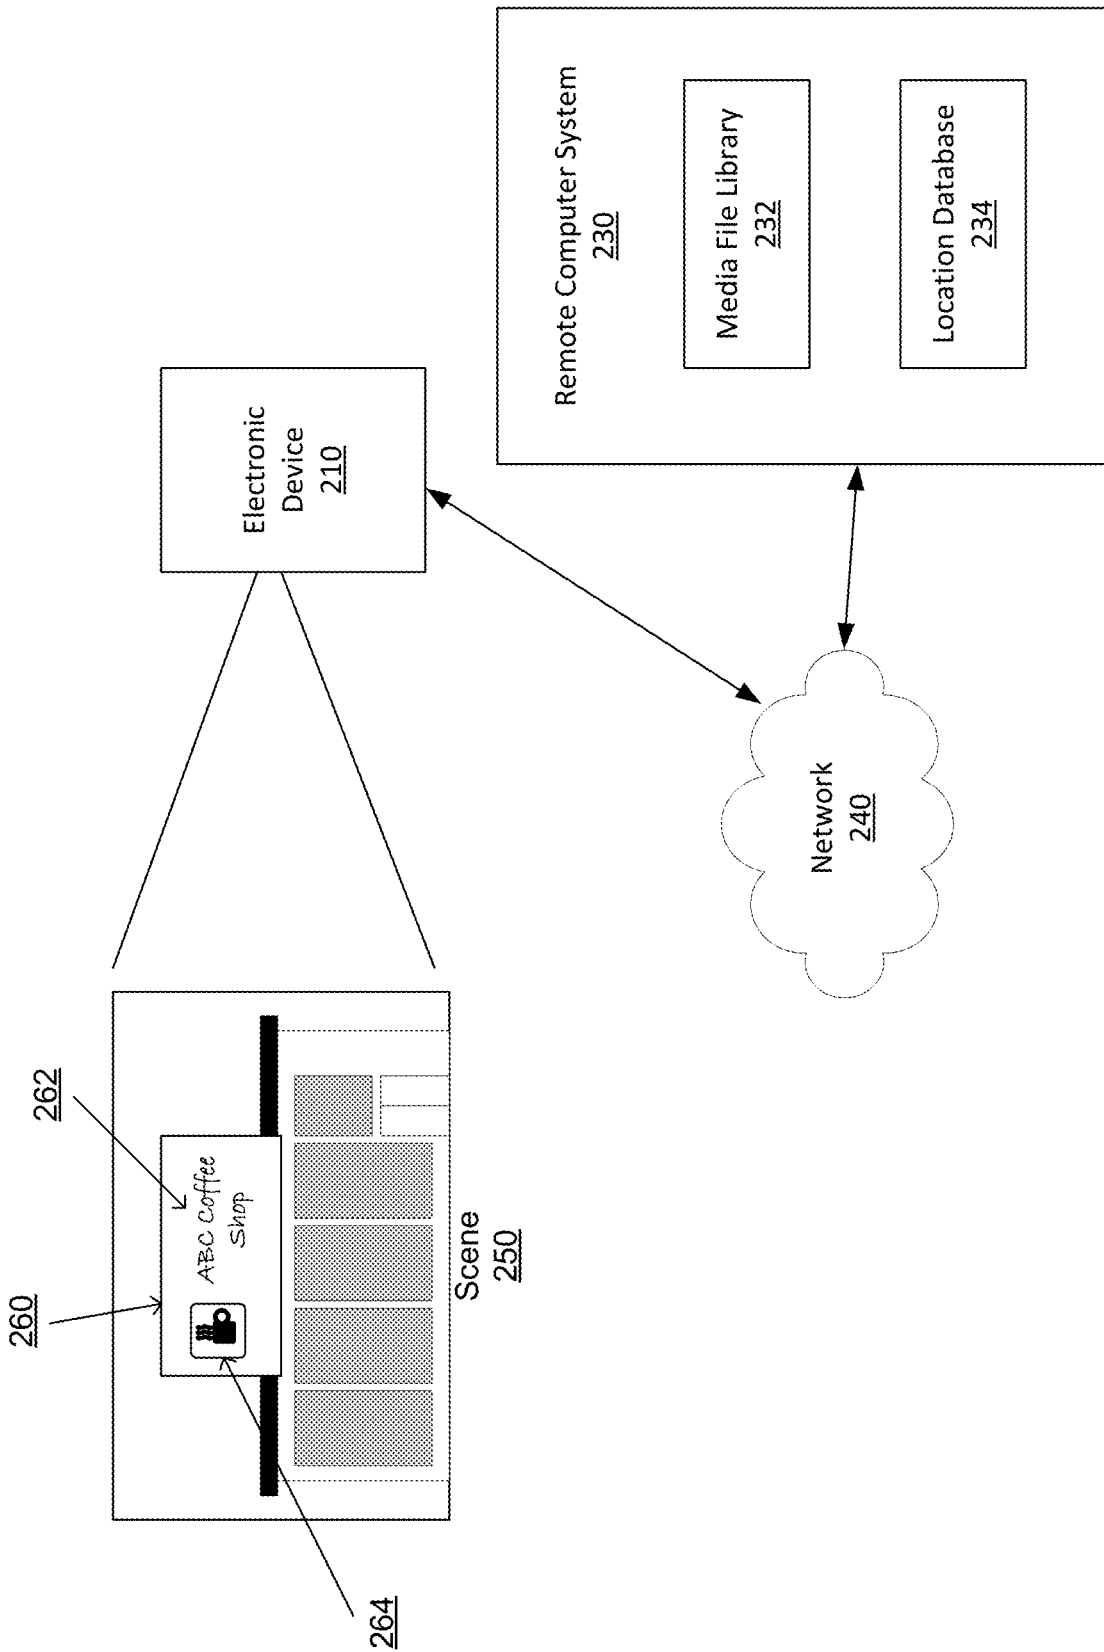 260
262
264
ABC Coffee
Shop
Scene
250
Electronic
Device
210
Network
240
Remote Computer System
230
Media File Library
232
Location Database
234